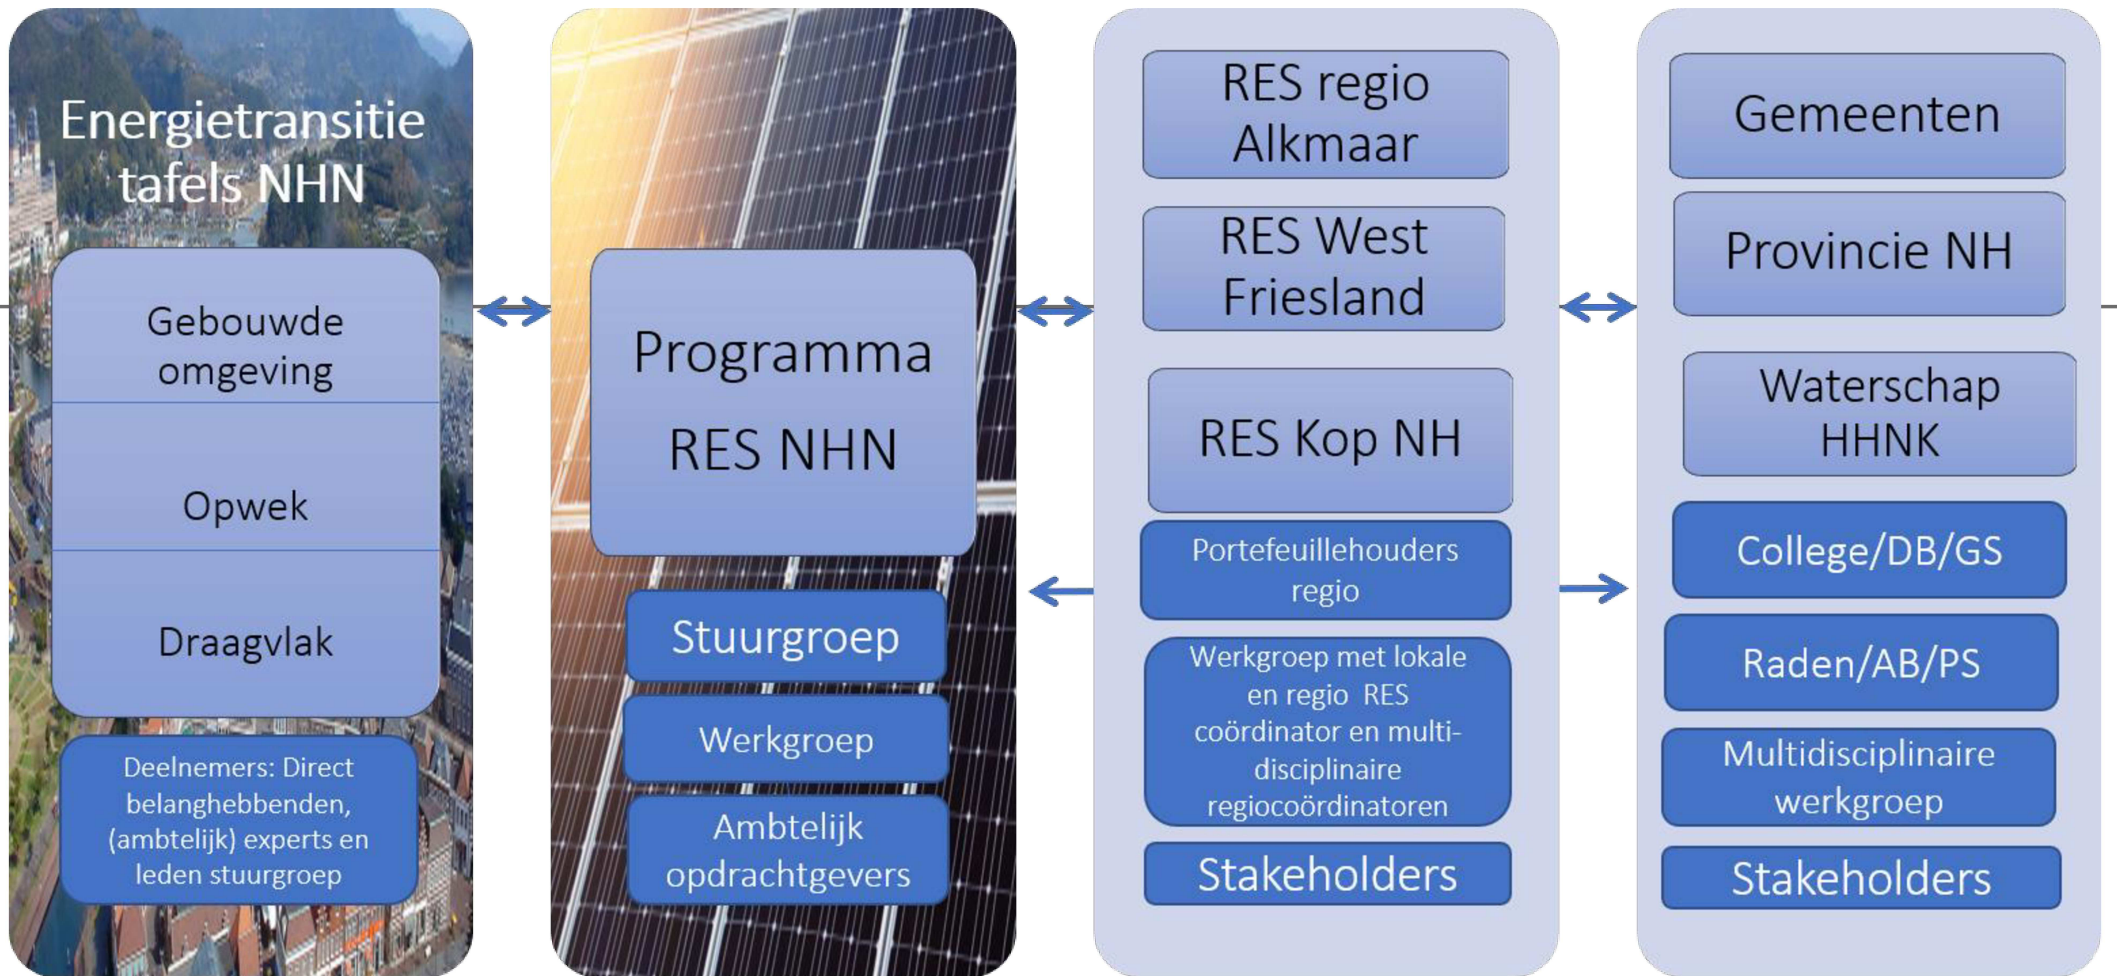 Energietransitie
tafels NHN
Gebouwde
omgeving
Opwek
Draagvlak
Deelnemers: Direct
belanghebbenden,
(ambtelijk) experts en
leden stuurgroep
Programma
RES NHN
Stuurgroep
Werkgroep
Ambtelijk
opdrachtgevers
RES regio
Alkmaar
RES West
Friesland
RES Kop NH
Portefeuillehouders
regio
Werkgroep met lokale
en regio RES
coördinator en multi-
disciplinaire
regiocoördinatoren
Stakeholders
Gemeenten
Provincie NH
Waterschap
HHNK
College/DB/GS
Raden/AB/PS
Multidisciplinaire
werkgroep
Stakeholders